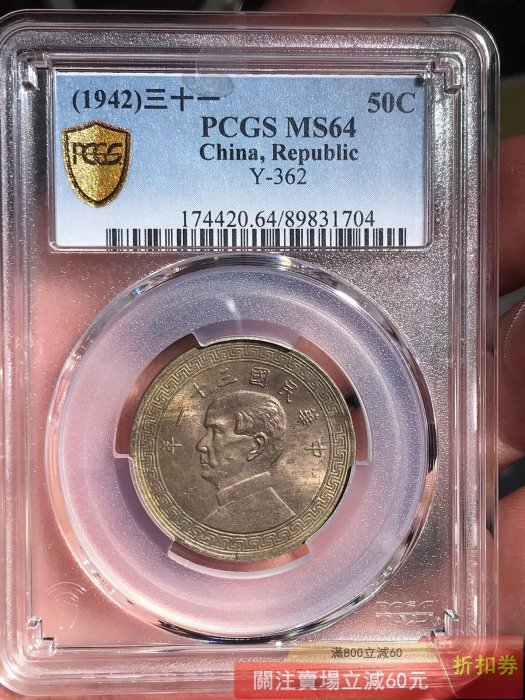 (1942)三十一
50C
PCGS MS64
China, Republic
Y-362
PCGS
174420.64/89831704
年一十三國民華中
PCGS
滿800立減60
關注賣場立減60元
折扣券